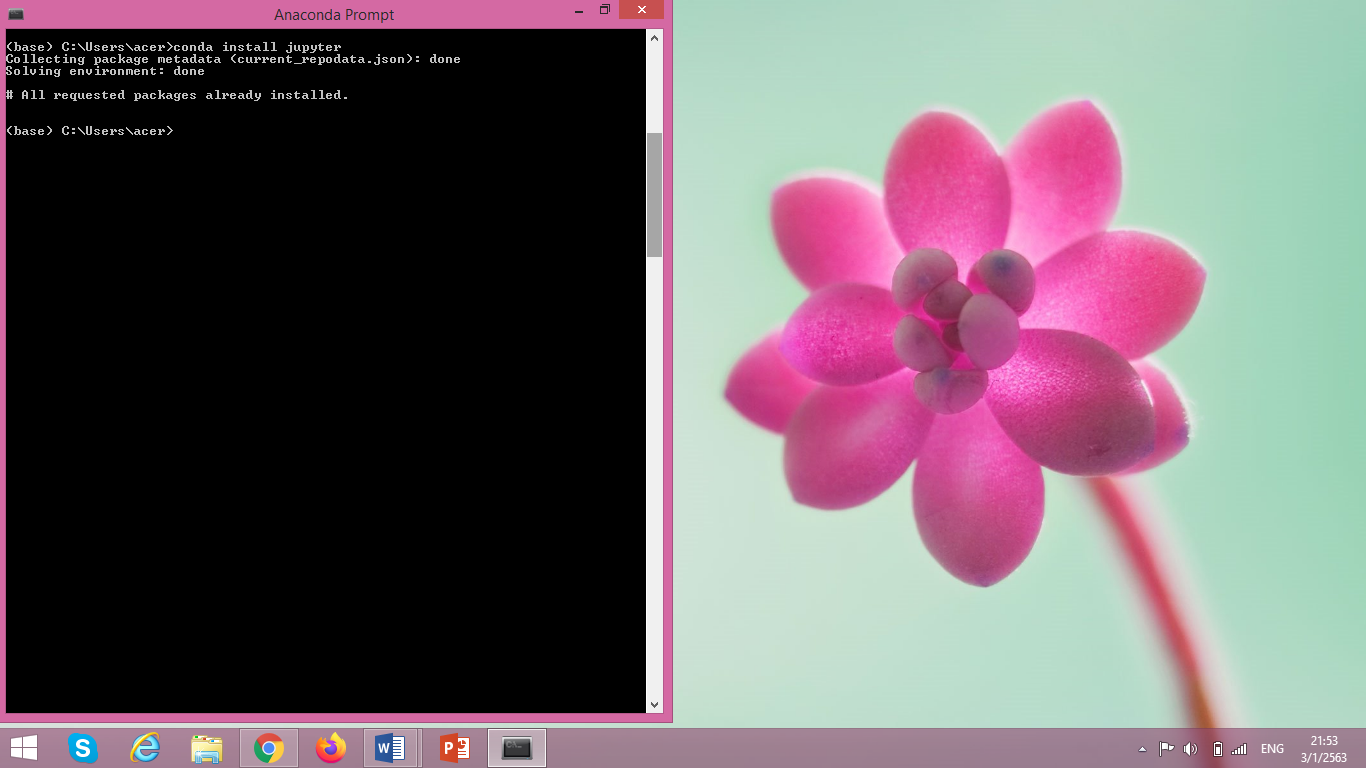 Anaconda Prompt
(base) C:\Users\acer>conda install jupyter
Collecting package metadata (current_repodata.json): done
Solving environment: done
# All requested packages already installed.
(base) C:\Users\acer>
ENG
21:53
3/1/2563